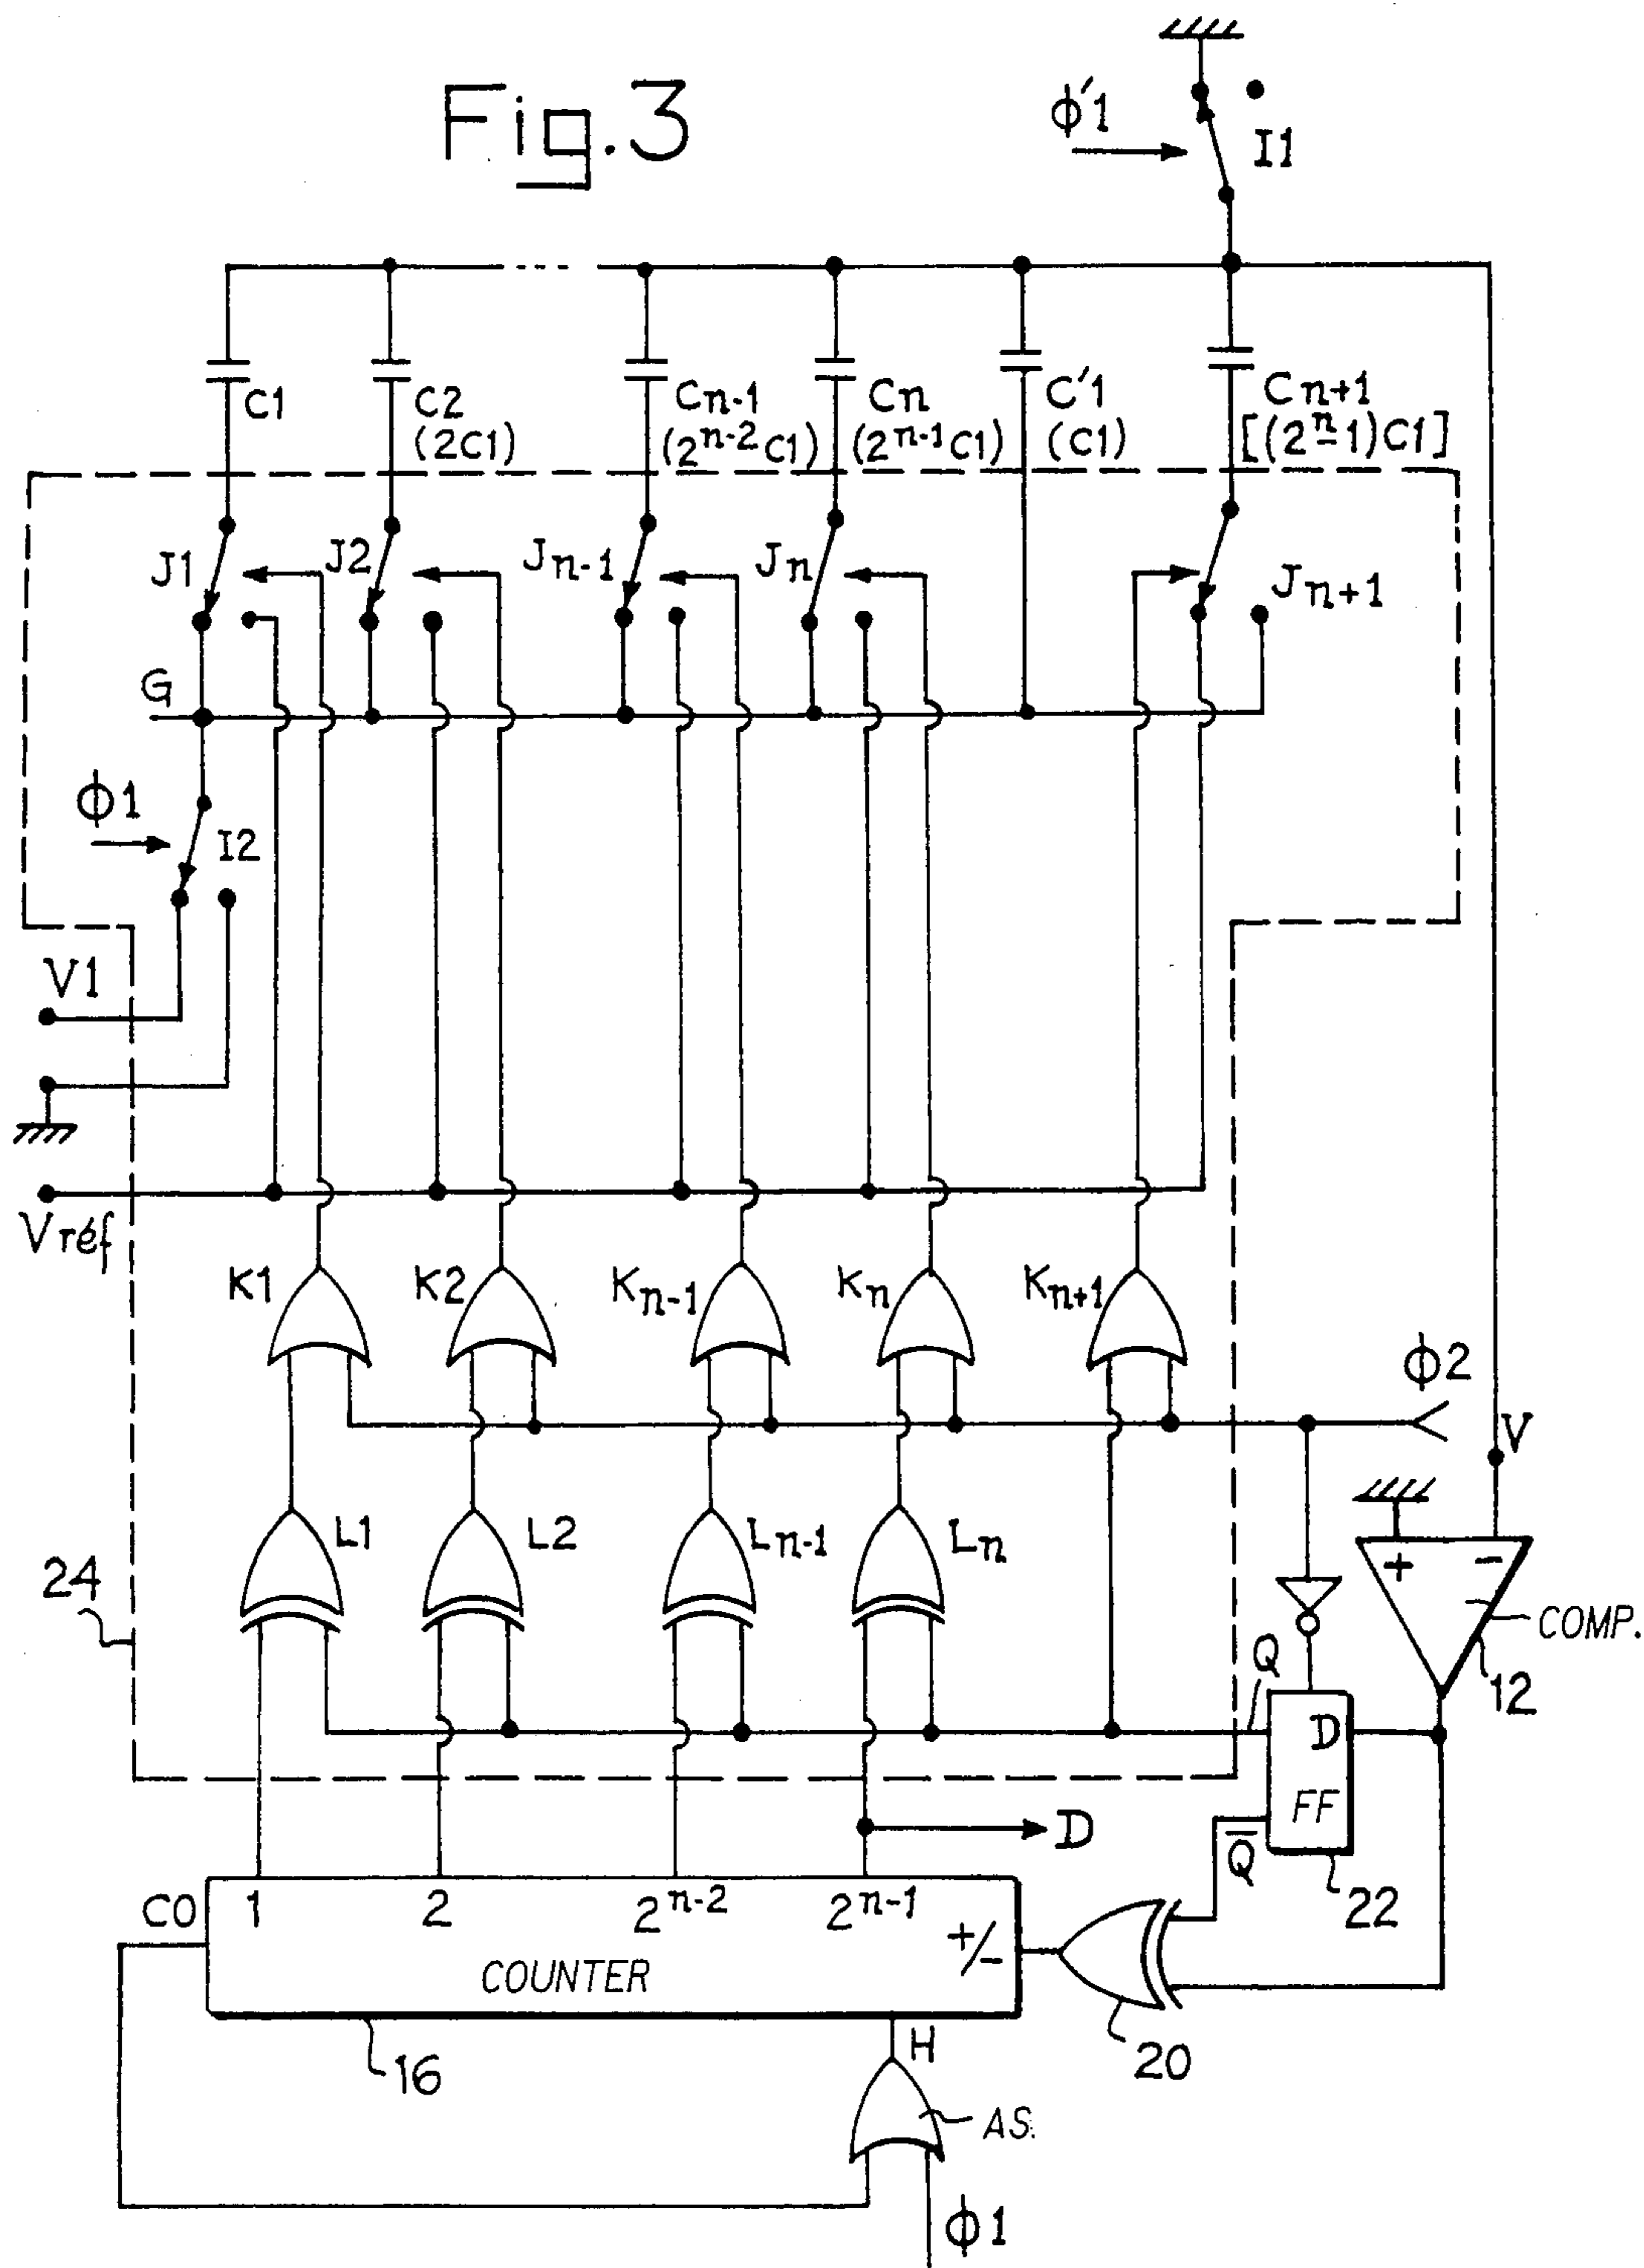 Fig.3
ϕ'1
I1
C1
C2
(2C1)
Cn-1
(2^n-2 C1)
Cn
(2^n-1 C1)
C'1
(C1)
Cn+1
[(2^n-1)C1]
J1
J2
Jn-1
Jn
Jn+1
G
ϕ1
I2
V1
Vréf
K1
K2
Kn-1
Kn
Kn+1
ϕ2
V
L1
L2
Ln-1
Ln
24
+
-
COMP.
12
Q
D
FF
Q̅
22
D
CO
1
2
2^n-2
2^n-1
+/-
COUNTER
16
20
H
AS.
ϕ1